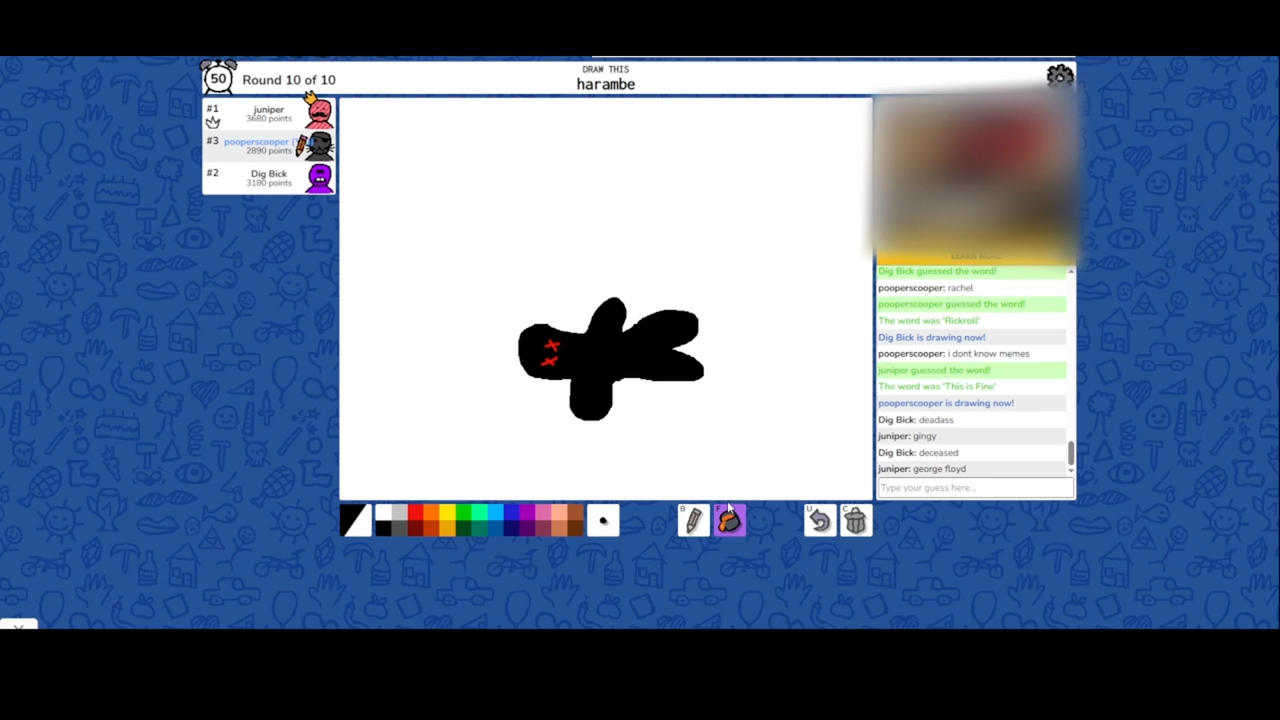 50
Round 10 of 10
DRAW THIS
harambe
#1
juniper
3680 points
#3
pooperscooper
2890 points
#2
Dig Bick
3180 points
LEARN MORE
Dig Bick guessed the word!
pooperscooper: rachel
pooperscooper guessed the word!
The word was 'Rickroll'
Dig Bick is drawing now!
pooperscooper: i dont know memes
juniper guessed the word!
The word was 'This is Fine'
pooperscooper is drawing now!
Dig Bick: deadass
juniper: gingy
Dig Bick: deceased
juniper: george floyd
Type your guess here...
B
F
U
C